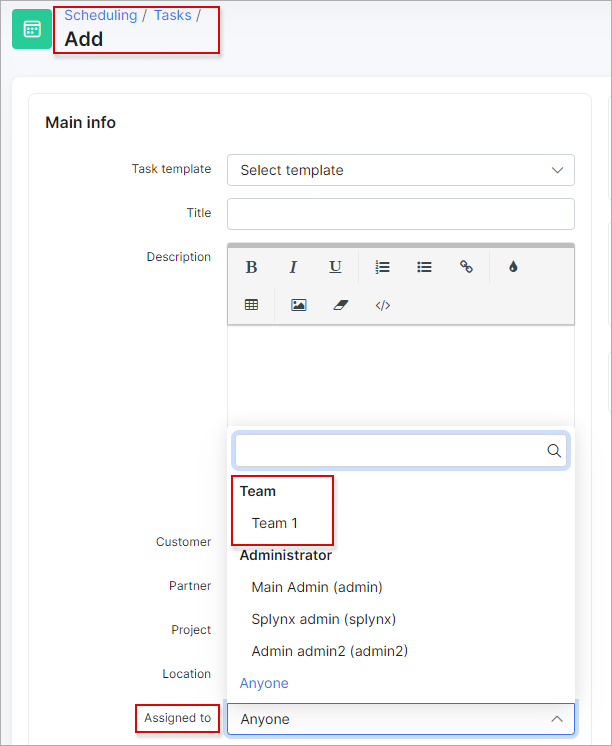 Scheduling / Tasks /
Add
Main info
Task template
Select template
Title
Description
B I U
</>
Team
Team 1
Customer
Administrator
Main Admin (admin)
Partner
Splynx admin (splynx)
Project
Admin admin2 (admin2)
Location
Anyone
Assigned to
Anyone